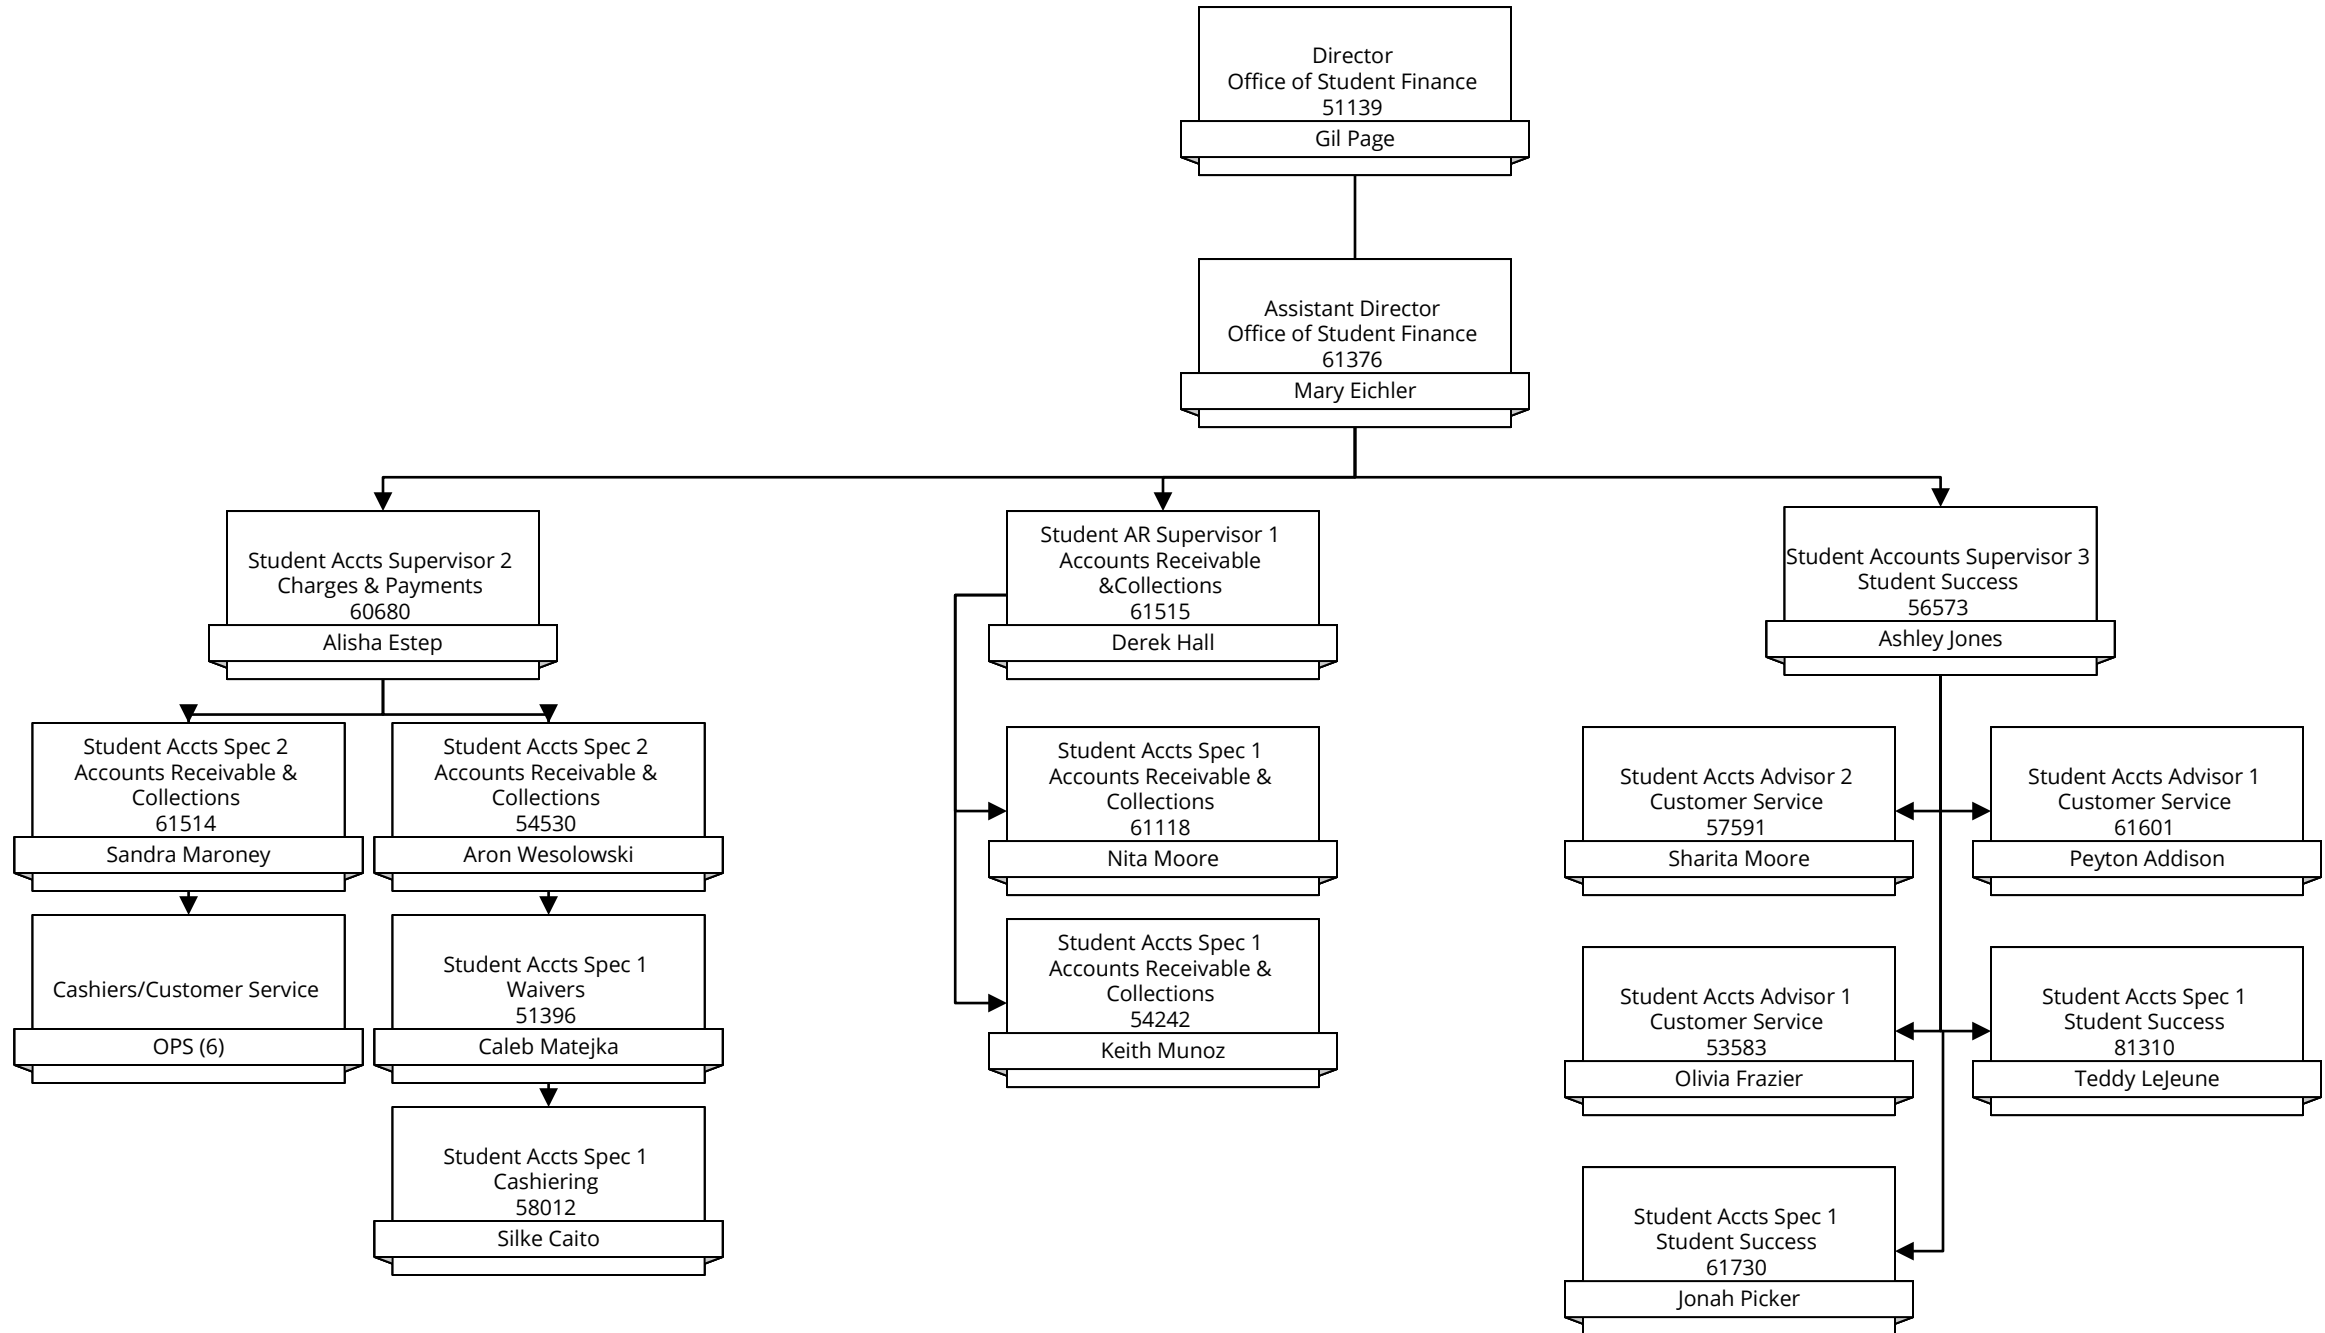 Director
Office of Student Finance
51139
Gil Page
Assistant Director
Office of Student Finance
61376
Mary Eichler
Student Accts Supervisor 2
Charges & Payments
60680
Alisha Estep
Student AR Supervisor 1
Accounts Receivable
&Collections
61515
Derek Hall
Student Accounts Supervisor 3
Student Success
56573
Ashley Jones
Student Accts Spec 2
Accounts Receivable &
Collections
61514
Sandra Maroney
Student Accts Spec 2
Accounts Receivable &
Collections
54530
Aron Wesolowski
Student Accts Spec 1
Accounts Receivable &
Collections
61118
Nita Moore
Student Accts Advisor 2
Customer Service
57591
Sharita Moore
Student Accts Advisor 1
Customer Service
61601
Peyton Addison
Cashiers/Customer Service
OPS (6)
Student Accts Spec 1
Waivers
51396
Caleb Matejka
Student Accts Spec 1
Accounts Receivable &
Collections
54242
Keith Munoz
Student Accts Advisor 1
Customer Service
53583
Olivia Frazier
Student Accts Spec 1
Student Success
81310
Teddy LeJeune
Student Accts Spec 1
Cashiering
58012
Silke Caito
Student Accts Spec 1
Student Success
61730
Jonah Picker